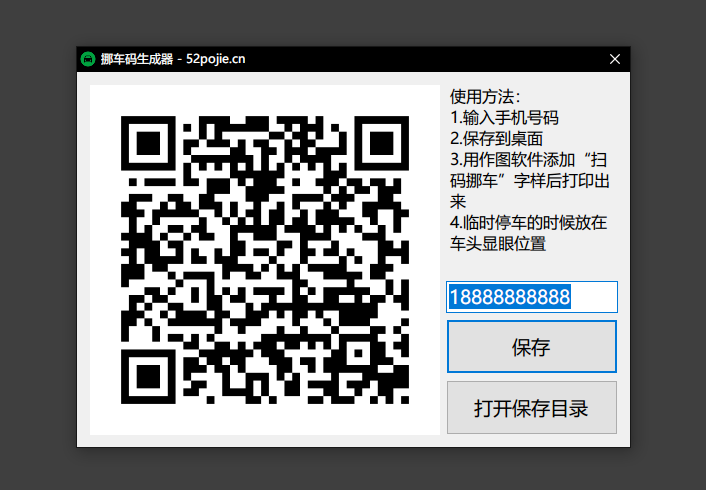 挪车码生成器 - 52pojie.cn
使用方法：
1.输入手机号码
2.保存到桌面
3.用作图软件添加“扫
码挪车”字样后打印出
来
4.临时停车的时候放在
车头显眼位置
18888888888
保存
打开保存目录